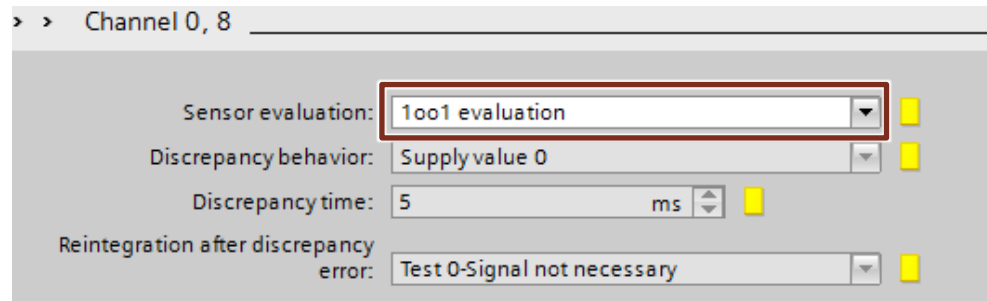 > > Channel 0, 8
Sensor evaluation: 1oo1 evaluation
Discrepancy behavior: Supply value 0
Discrepancy time: 5 ms
Reintegration after discrepancy
error: Test 0-Signal not necessary